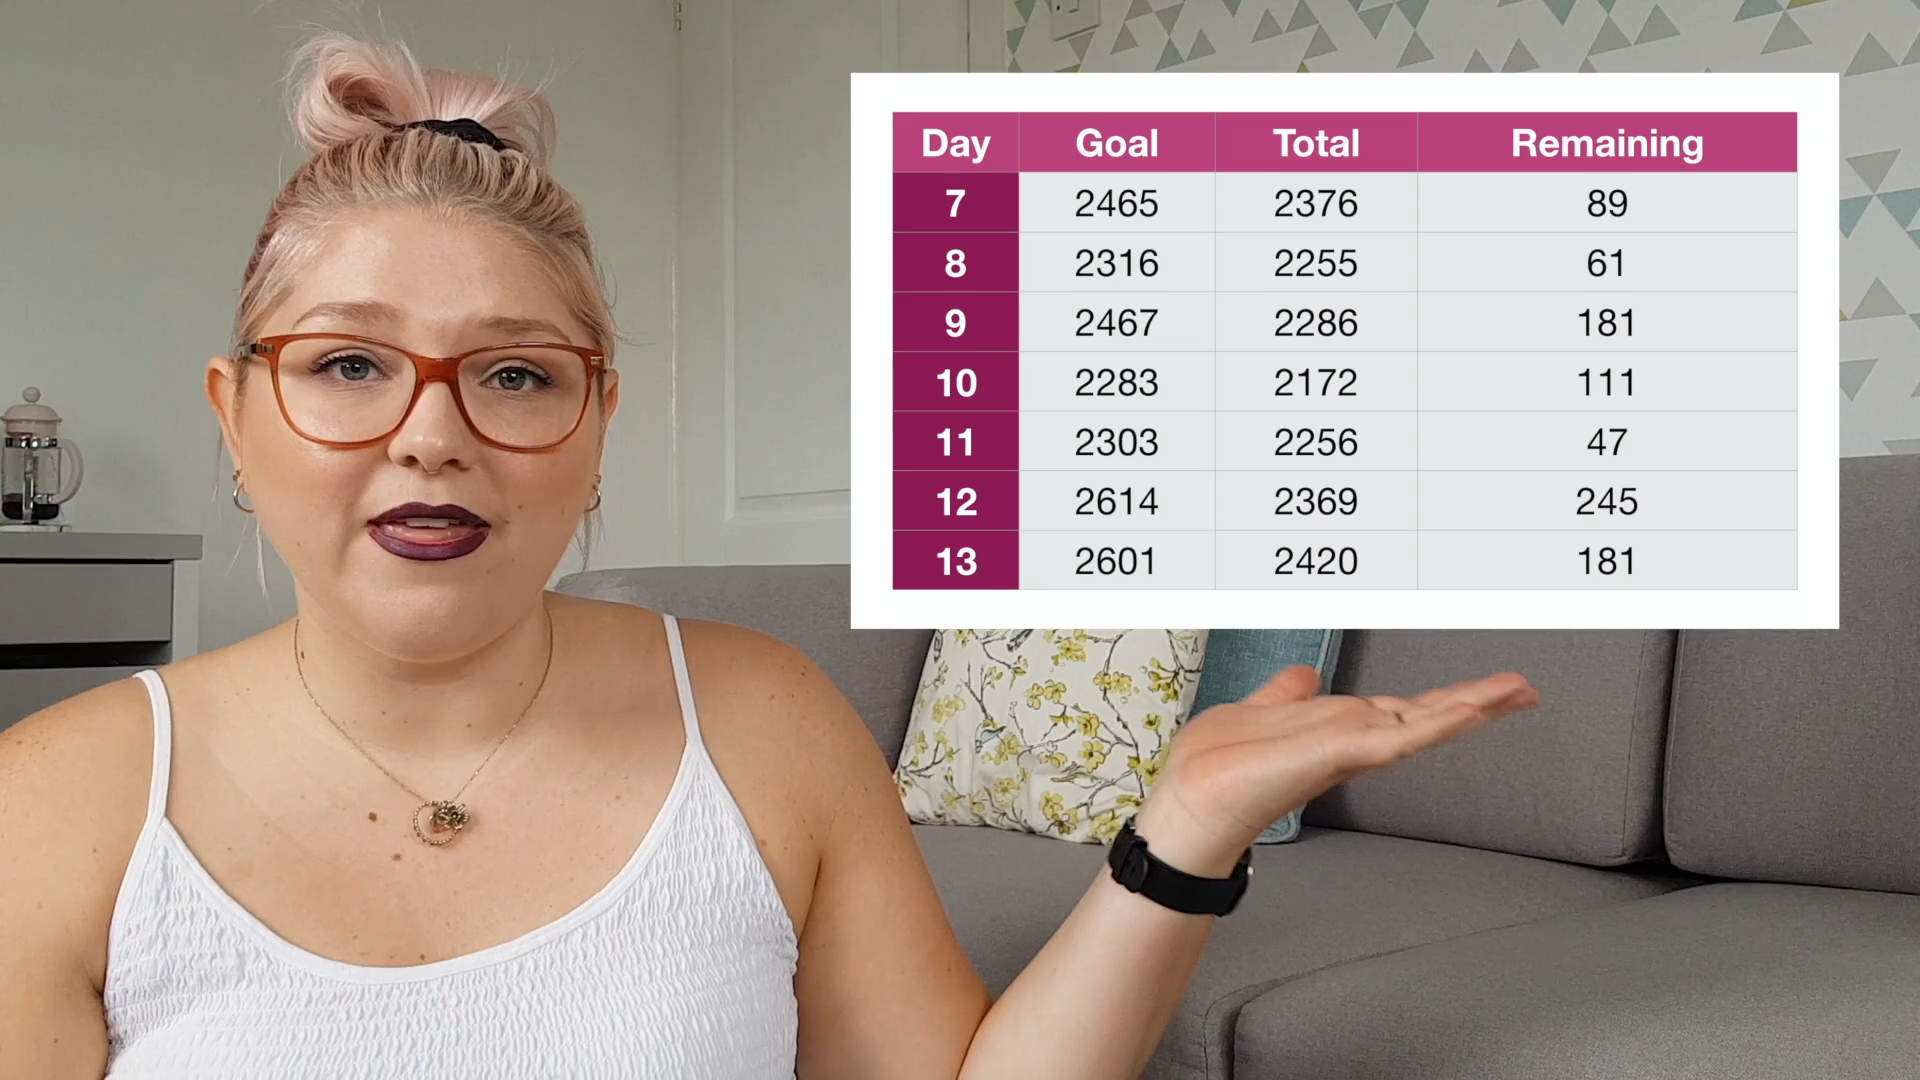 Day Goal Total Remaining
7 2465 2376 89
8 2316 2255 61
9 2467 2286 181
10 2283 2172 111
11 2303 2256 47
12 2614 2369 245
13 2601 2420 181